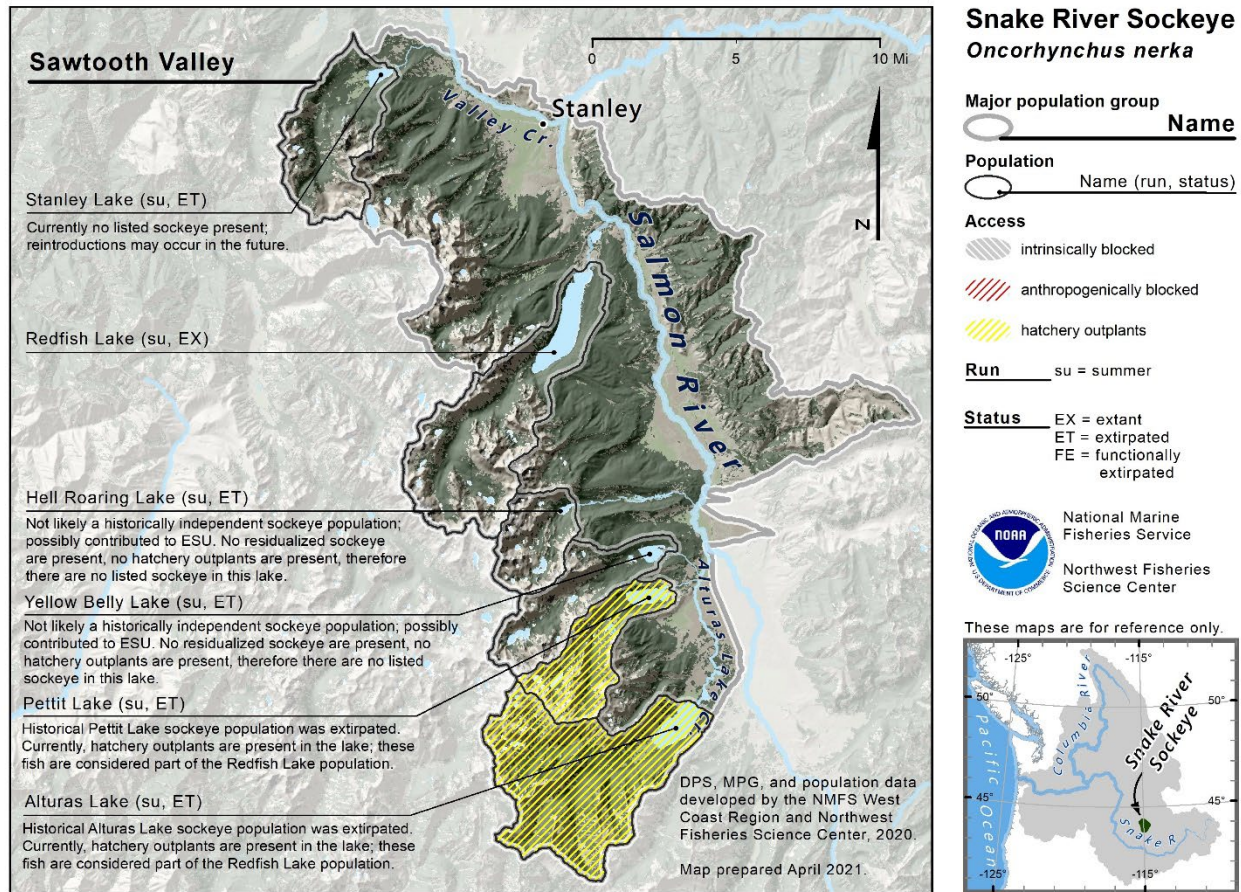 Sawtooth Valley
0 5 10 Mi
Stanley
Valley Cr.
N
Salmon River
Alturas Lake Cr.
Stanley Lake (su, ET)
Currently no listed sockeye present;
reintroductions may occur in the future.
Redfish Lake (su, EX)
Hell Roaring Lake (su, ET)
Not likely a historically independent sockeye population;
possibly contributed to ESU. No residualized sockeye
are present, no hatchery outplants are present, therefore
there are no listed sockeye in this lake.
Yellow Belly Lake (su, ET)
Not likely a historically independent sockeye population; possibly
contributed to ESU. No residualized sockeye are present, no
hatchery outplants are present, therefore there are no listed
sockeye in this lake.
Pettit Lake (su, ET)
Historical Pettit Lake sockeye population was extirpated.
Currently, hatchery outplants are present in the lake; these
fish are considered part of the Redfish Lake population.
Alturas Lake (su, ET)
Historical Alturas Lake sockeye population was extirpated.
Currently, hatchery outplants are present in the lake; these
fish are considered part of the Redfish Lake population.
DPS, MPG, and population data
developed by the NMFS West
Coast Region and Northwest
Fisheries Science Center, 2020.
Map prepared April 2021.
Snake River Sockeye
Oncorhynchus nerka
Major population group
Name
Population
Name (run, status)
Access
intrinsically blocked
anthropogenically blocked
hatchery outplants
Run su = summer
Status EX = extant
ET = extirpated
FE = functionally
extirpated
NATIONAL OCEANIC AND ATMOSPHERIC ADMINISTRATION
NOAA
U.S. DEPARTMENT OF COMMERCE
National Marine
Fisheries Service
Northwest Fisheries
Science Center
These maps are for reference only.
-125° -115°
50° 50°
Columbia River
Snake River
Sockeye
Pacific Ocean
45° 45°
Snake R
-125° -115°